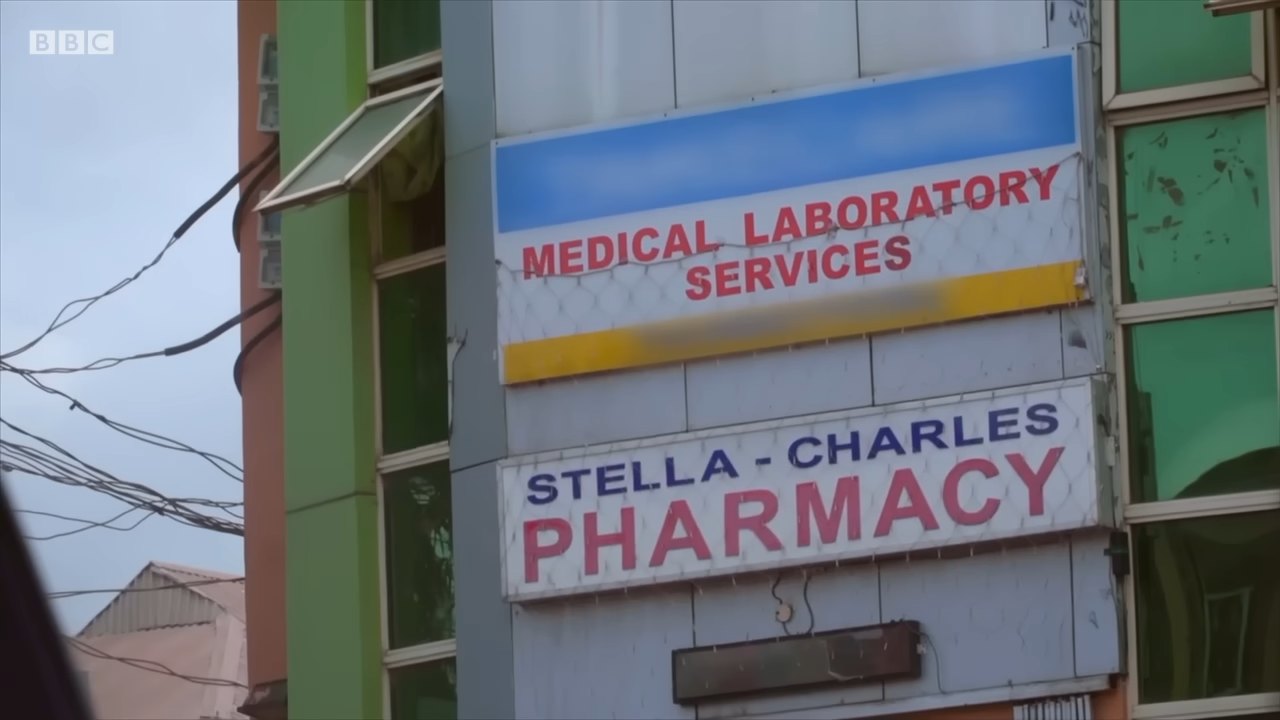 BBC
MEDICAL LABORATORY
SERVICES
STELLA - CHARLES
PHARMACY